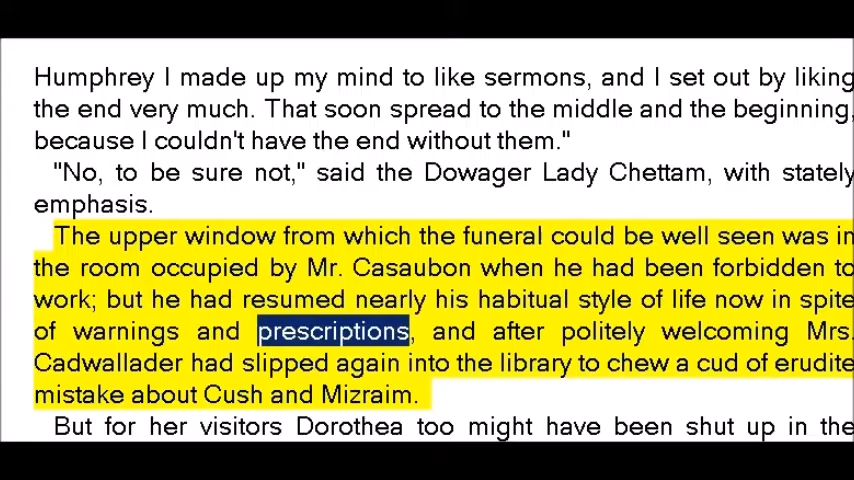 Humphrey I made up my mind to like sermons, and I set out by liking
the end very much. That soon spread to the middle and the beginning,
because I couldn't have the end without them."
"No, to be sure not," said the Dowager Lady Chettam, with stately
emphasis.
The upper window from which the funeral could be well seen was in
the room occupied by Mr. Casaubon when he had been forbidden to
work; but he had resumed nearly his habitual style of life now in spite
of warnings and prescriptions, and after politely welcoming Mrs.
Cadwallader had slipped again into the library to chew a cud of erudite
mistake about Cush and Mizraim.
But for her visitors Dorothea too might have been shut up in the